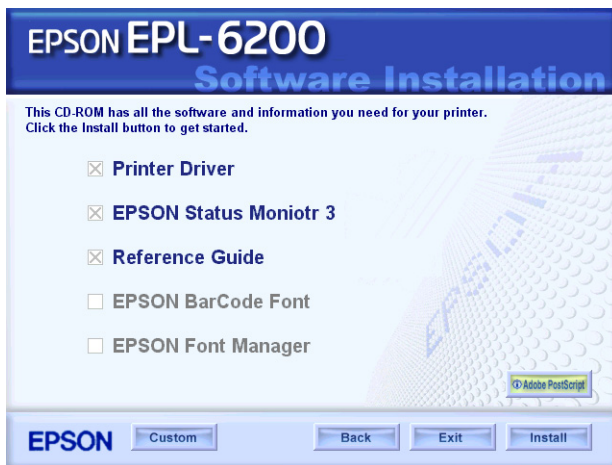 EPSON EPL-6200
Software Installation
This CD-ROM has all the software and information you need for your printer.
Click the Install button to get started.
Printer Driver
EPSON Status Moniotr 3
Reference Guide
EPSON BarCode Font
EPSON Font Manager
EPSON
Adobe PostScript
EPSON
Custom
Back
Exit
Install